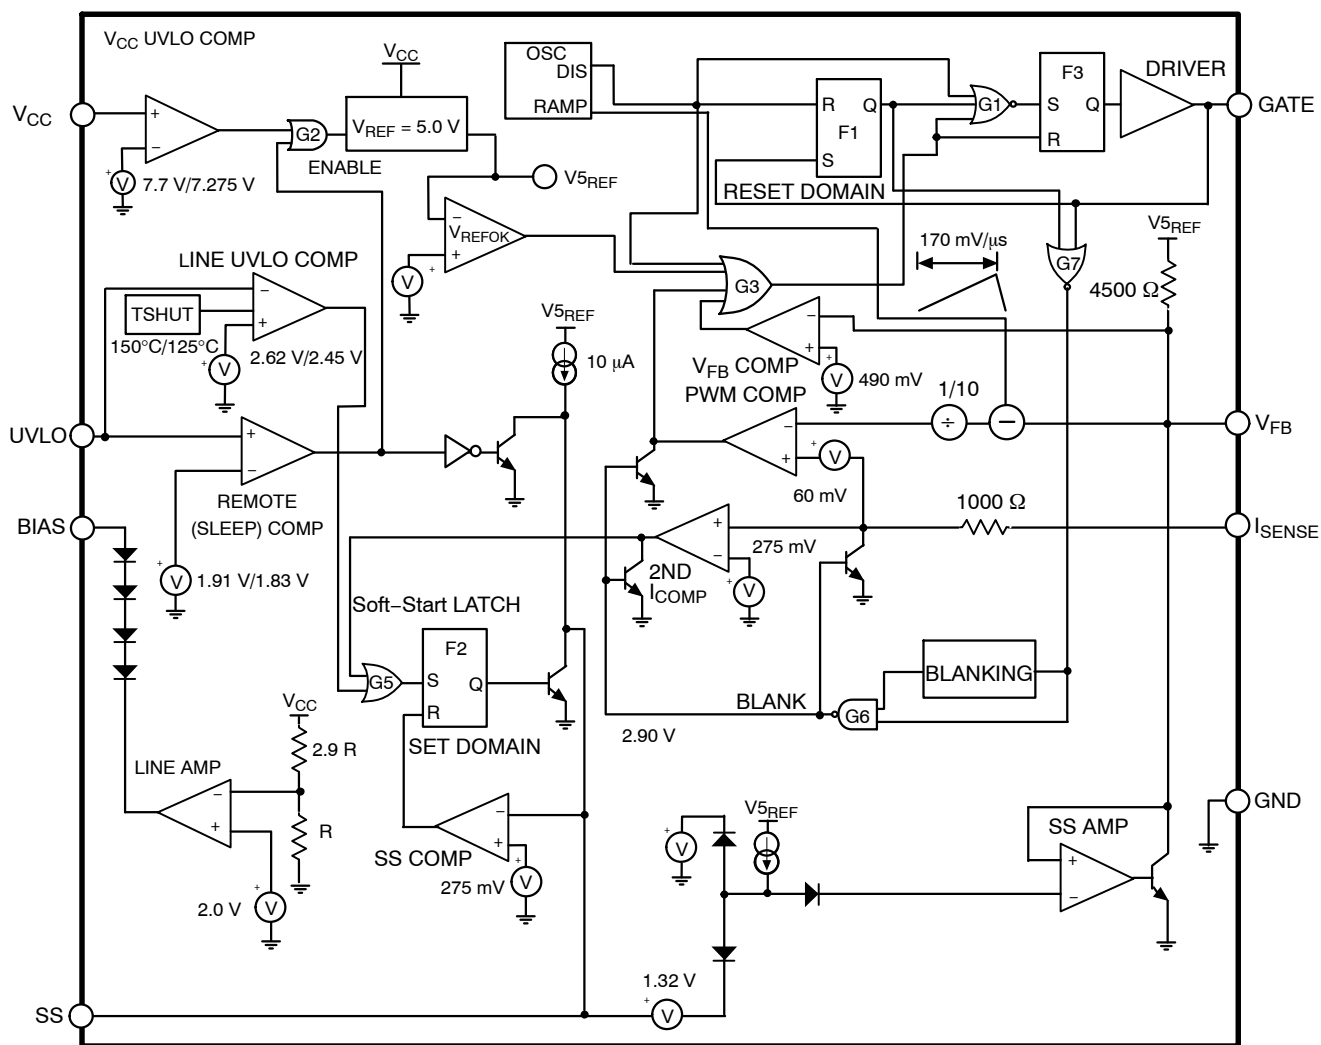 V_CC UVLO COMP
V_CC
+
−
+
V
7.7 V/7.275 V
G2
ENABLE
V_CC
V_REF = 5.0 V
V5_REF
−
V_REFOK
+
+
V
OSC
DIS
RAMP
R
Q
F1
S
RESET DOMAIN
G1
F3
S
Q
R
DRIVER
GATE
LINE UVLO COMP
TSHUT
150°C/125°C
−
+
+
V
2.62 V/2.45 V
G3
170 mV/µs
G7
V5_REF
4500 Ω
V5_REF
10 µA
−
+
+
V
490 mV
V_FB COMP
PWM COMP
1/10
÷
−
V_FB
UVLO
+
−
REMOTE
(SLEEP) COMP
+
V
1.91 V/1.83 V
−
+
+
V
60 mV
BIAS
1000 Ω
I_SENSE
+
−
275 mV
+
V
2ND
I_COMP
Soft−Start LATCH
F2
S
Q
R
G5
SET DOMAIN
BLANKING
BLANK
G6
2.90 V
V_CC
2.9 R
LINE AMP
−
+
R
+
V
2.0 V
−
+
SS COMP
+
V
275 mV
+
V
V5_REF
SS AMP
+
−
GND
1.32 V
SS
+
V